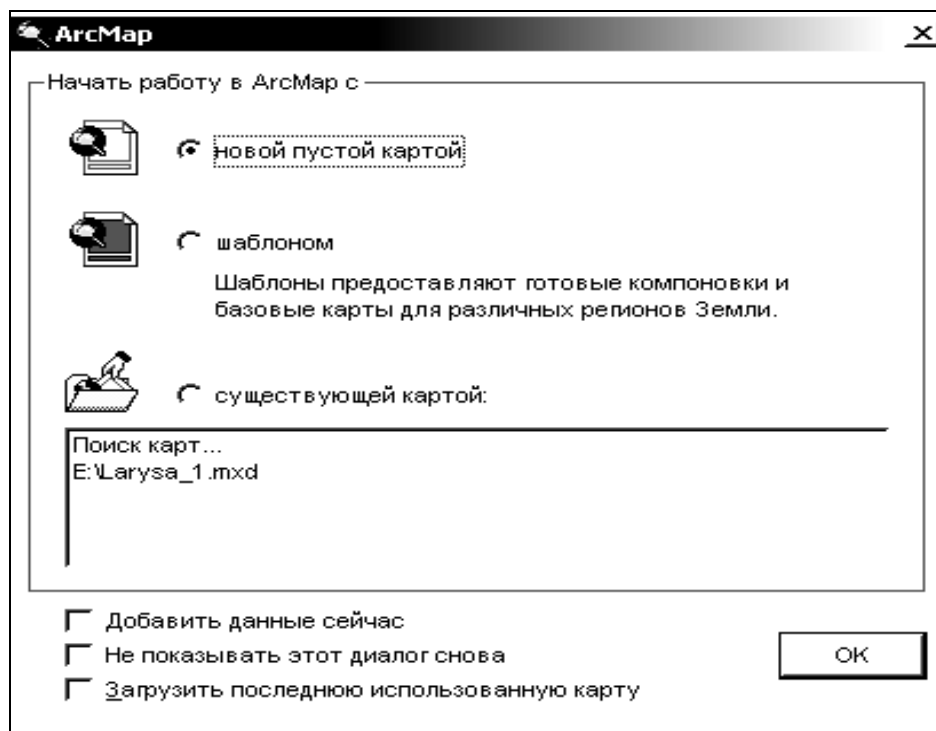 ArcMap
Начать работу в ArcMap с
новой пустой картой
шаблоном
Шаблоны предоставляют готовые компоновки и
базовые карты для различных регионов Земли.
существующей картой:
Поиск карт...
E:\Larysa_1.mxd
Добавить данные сейчас
Не показывать этот диалог снова
Загрузить последнюю использованную карту
OK